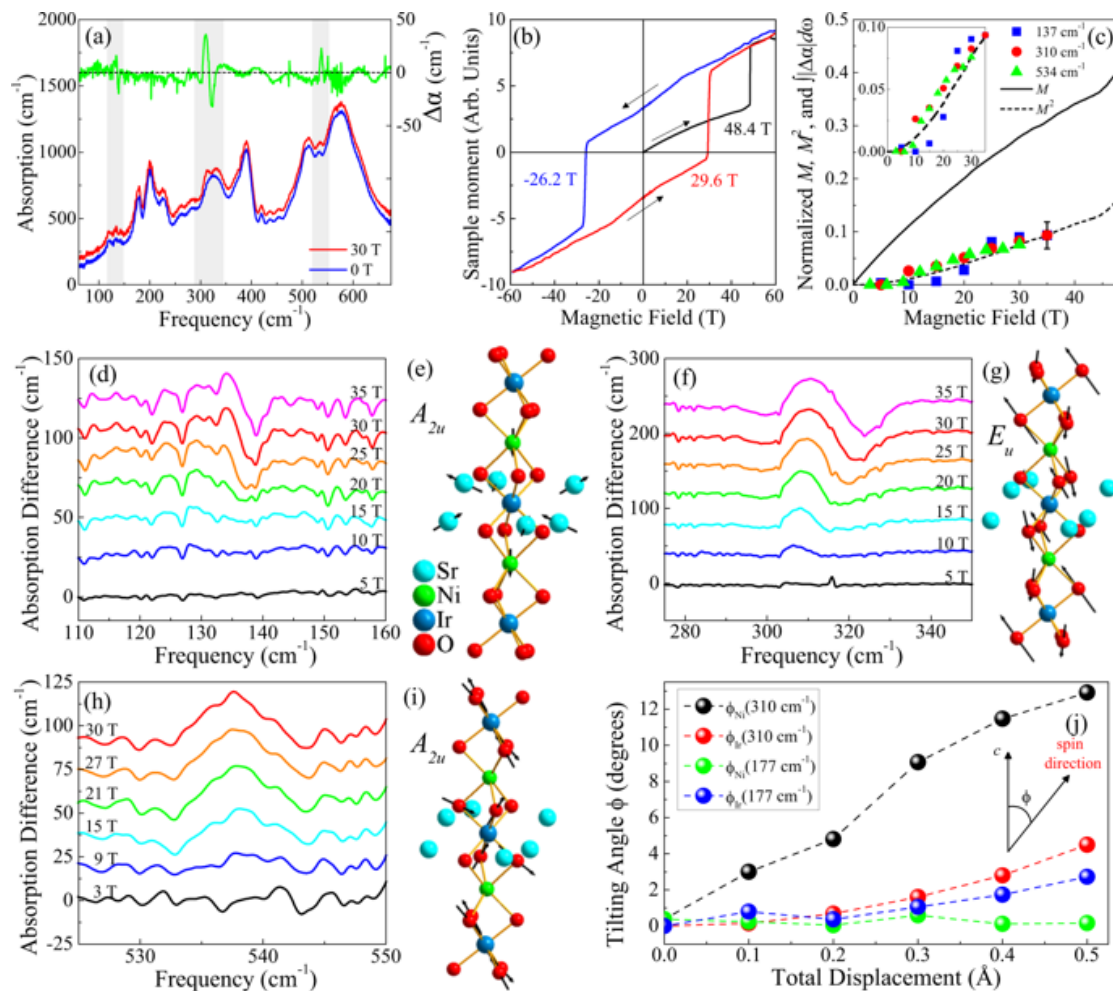 (a)
Absorption (cm⁻¹)
2000
1500
1000
500
0
50
0
-50
Δα (cm⁻¹)
30 T
0 T
100 200 300 400 500 600
Frequency (cm⁻¹)
(b)
Sample moment (Arb. Units)
10
5
0
-5
-10
48.4 T
-26.2 T
29.6 T
-60 -40 -20 0 20 40 60
Magnetic Field (T)
(c)
Normalized M, M², and ∫|Δα|dω
0.5
0.4
0.3
0.2
0.1
0.0
0.10
0.05
0.00
0 10 20 30
137 cm⁻¹
310 cm⁻¹
534 cm⁻¹
M
M²
0 10 20 30 40
Magnetic Field (T)
(d)
Absorption Difference (cm⁻¹)
150
100
50
0
35 T
30 T
25 T
20 T
15 T
10 T
5 T
110 120 130 140 150 160
Frequency (cm⁻¹)
(e)
A₂ᵤ
Sr
Ni
Ir
O
(f)
Absorption Difference (cm⁻¹)
300
200
100
0
35 T
30 T
25 T
20 T
15 T
10 T
5 T
280 300 320 340
Frequency (cm⁻¹)
(g)
Eᵤ
(h)
Absorption Difference (cm⁻¹)
125
100
75
50
25
0
-25
30 T
27 T
21 T
15 T
9 T
3 T
530 540 550
Frequency (cm⁻¹)
(i)
A₂ᵤ
(j)
Tilting Angle ϕ (degrees)
12
10
8
6
4
2
0
ϕNi(310 cm⁻¹)
ϕIr(310 cm⁻¹)
ϕNi(177 cm⁻¹)
ϕIr(177 cm⁻¹)
c
spin
direction
ϕ
0.0 0.1 0.2 0.3 0.4 0.5
Total Displacement (Å)